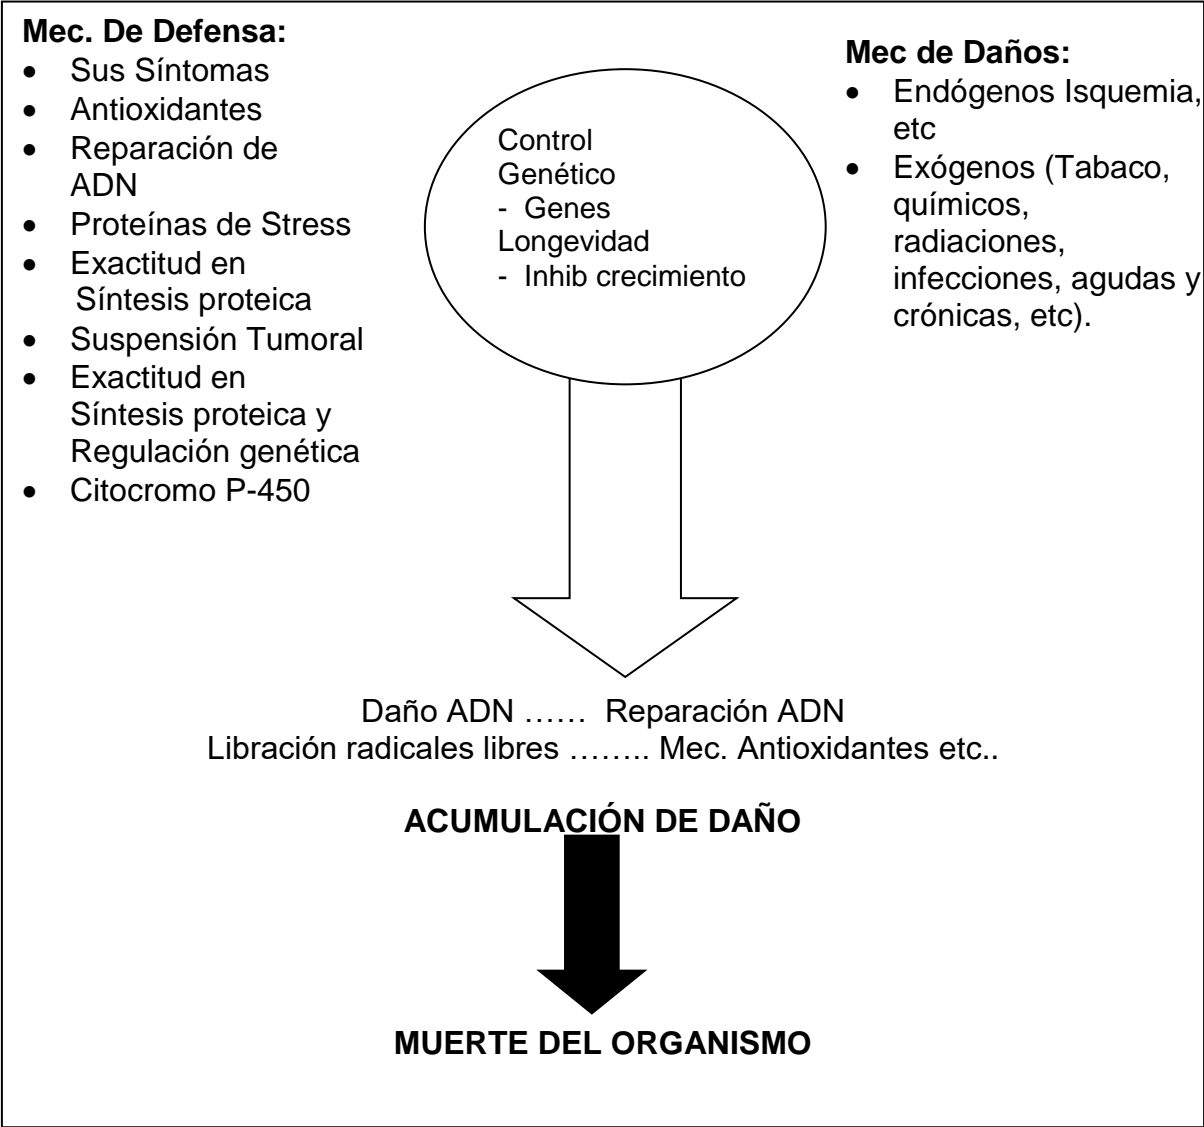 Mec. De Defensa:
• Sus Síntomas
• Antioxidantes
• Reparación de
ADN
• Proteínas de Stress
• Exactitud en
Síntesis proteica
• Suspensión Tumoral
• Exactitud en
Síntesis proteica y
Regulación genética
• Citocromo P-450
Control
Genético
- Genes
Longevidad
- Inhib crecimiento
Mec de Daños:
• Endógenos Isquemia,
etc
• Exógenos (Tabaco,
químicos,
radiaciones,
infecciones, agudas y
crónicas, etc).
Daño ADN …… Reparación ADN
Libración radicales libres …….. Mec. Antioxidantes etc..
ACUMULACIÓN DE DAÑO
MUERTE DEL ORGANISMO